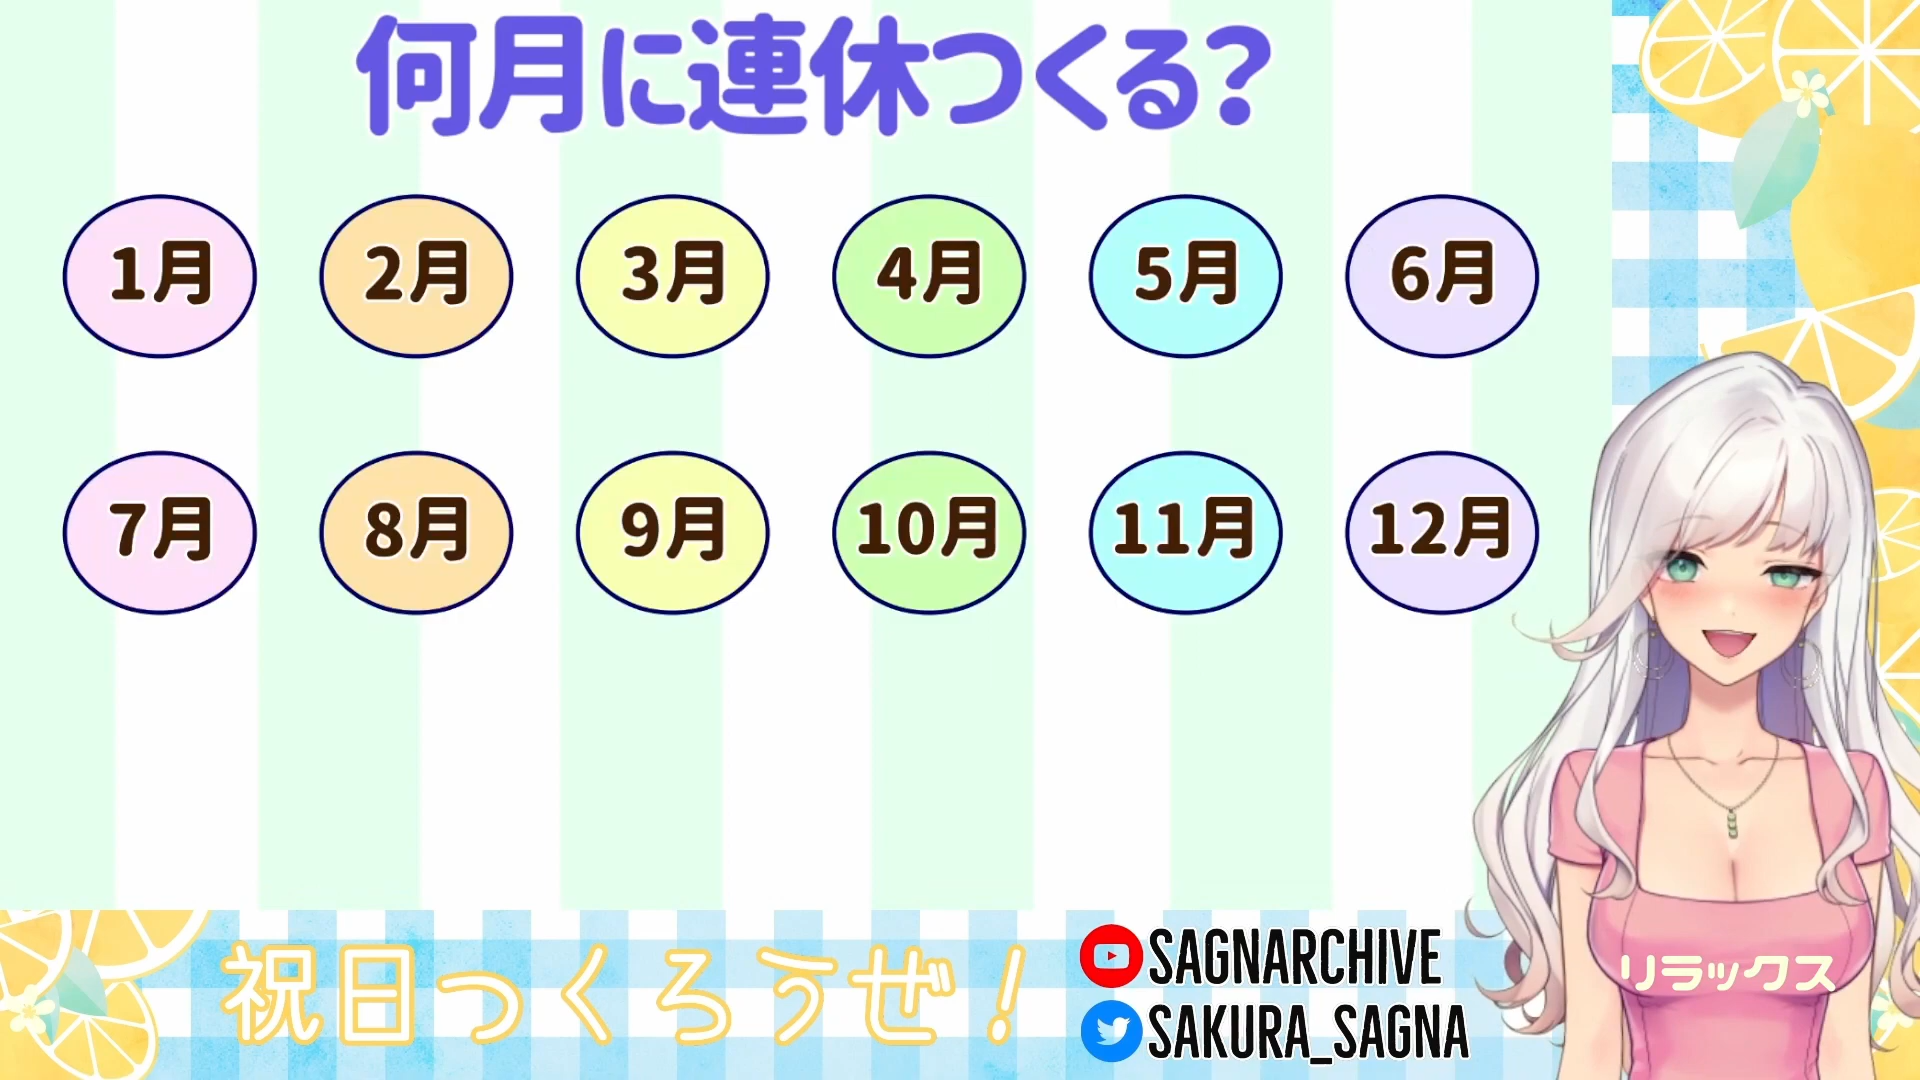 何月に連休つくる？
1月
2月
3月
4月
5月
6月
7月
8月
9月
10月
11月
12月
リラックス
祝日つくろうぜ！
SAGNARCHIVE
SAKURA_SAGNA